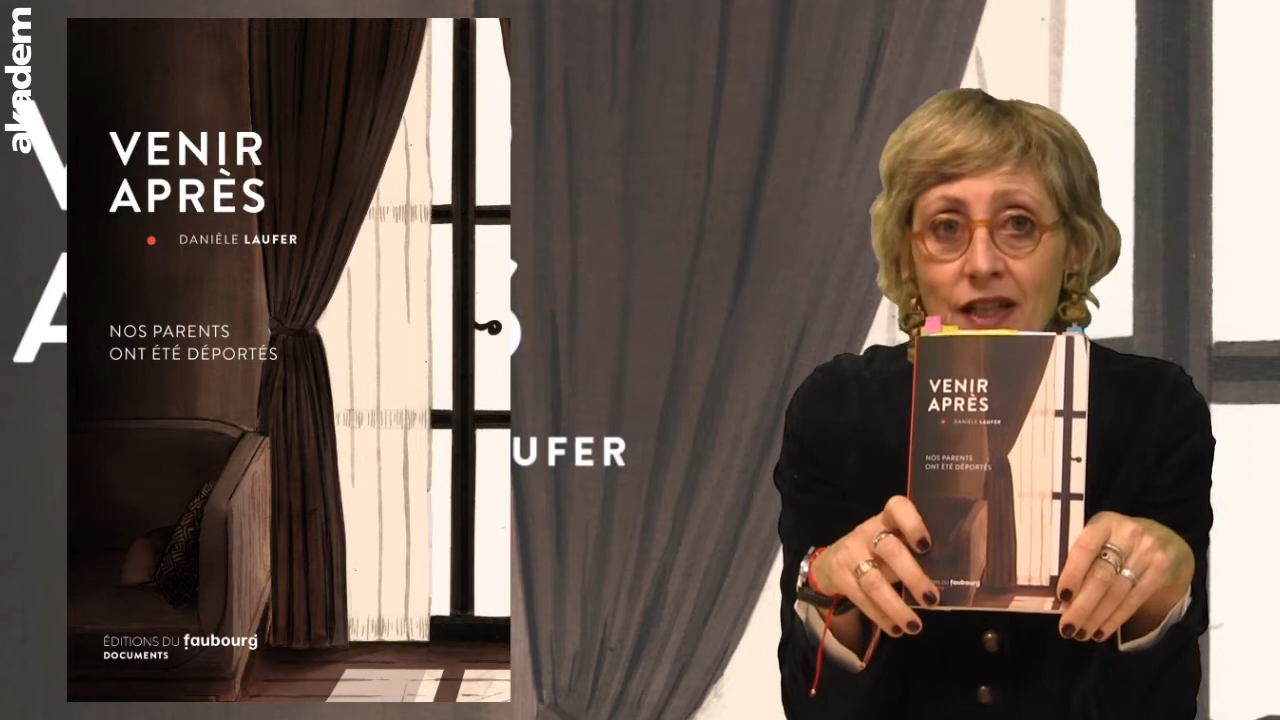 akadem
VENIR
APRÈS
DANIÈLE LAUFER
NOS PARENTS
ONT ÉTÉ DÉPORTÉS
ÉDITIONS DU faubourg
DOCUMENTS
UFER
VENIR
APRÈS
DANIÈLE LAUFER
NOS PARENTS
ONT ÉTÉ DÉPORTÉS
DU faubourg